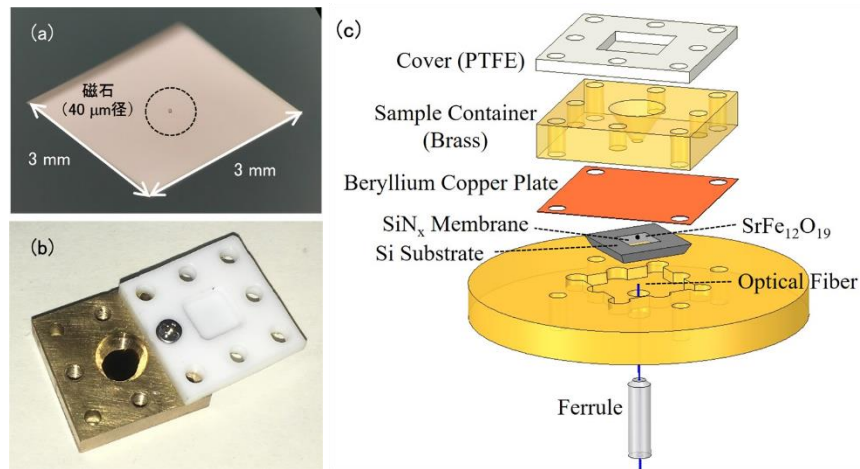 (a)
磁石
（40 μm径）
3 mm
3 mm
(b)
(c)
Cover (PTFE)
Sample Container
(Brass)
Beryllium Copper Plate
SiNₓ Membrane
SrFe₁₂O₁₉
Si Substrate
Optical Fiber
Ferrule